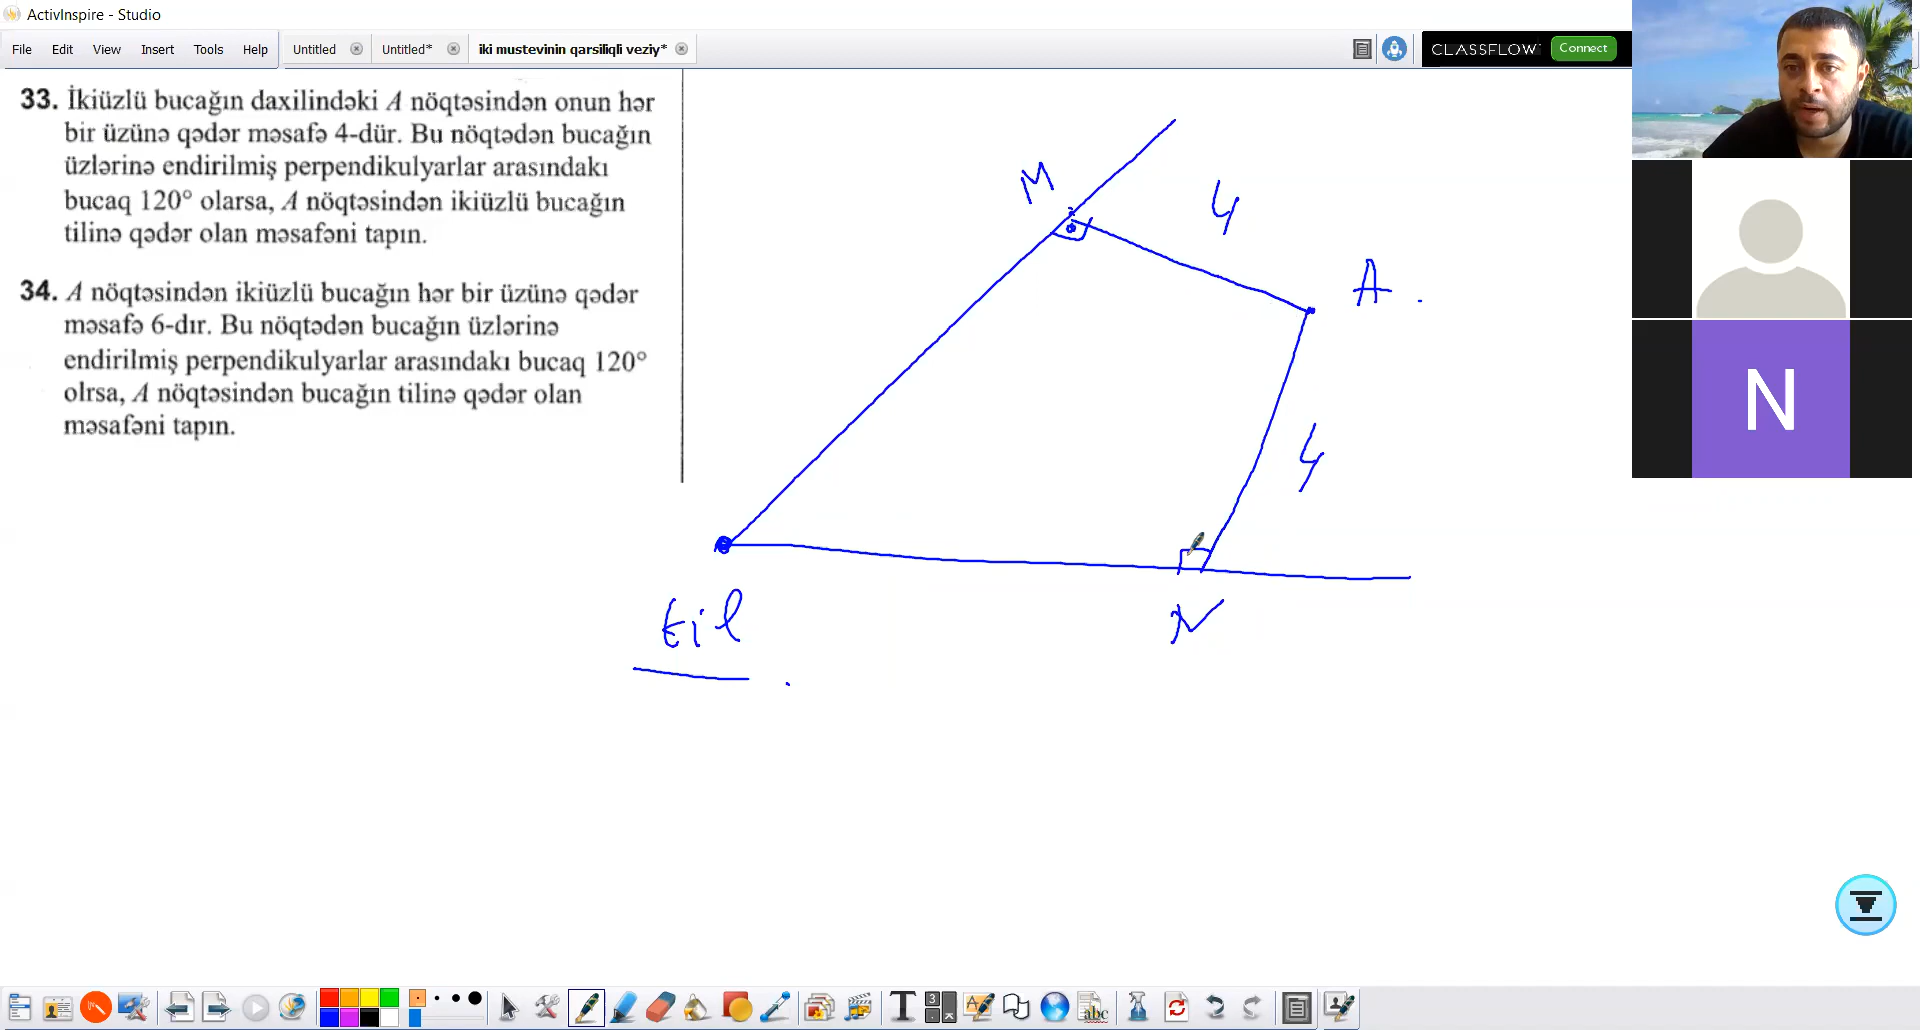 ActivInspire - Studio
File Edit View Insert Tools Help
Untitled
Untitled*
iki mustevinin qarsiliqli veziy*
CLASSFLOW
Connect
33. İkiüzlü bucağın daxilindəki A nöqtəsindən onun hər
bir üzünə qədər məsafə 4-dür. Bu nöqtədən bucağın
üzlərinə endirilmiş perpendikulyarlar arasındakı
bucaq 120° olarsa, A nöqtəsindən ikiüzlü bucağın
tilinə qədər olan məsafəni tapın.
34. A nöqtəsindən ikiüzlü bucağın hər bir üzünə qədər
məsafə 6-dır. Bu nöqtədən bucağın üzlərinə
endirilmiş perpendikulyarlar arasındakı bucaq 120°
olrsa, A nöqtəsindən bucağın tilinə qədər olan
məsafəni tapın.
M
4
A
4
til
N
N